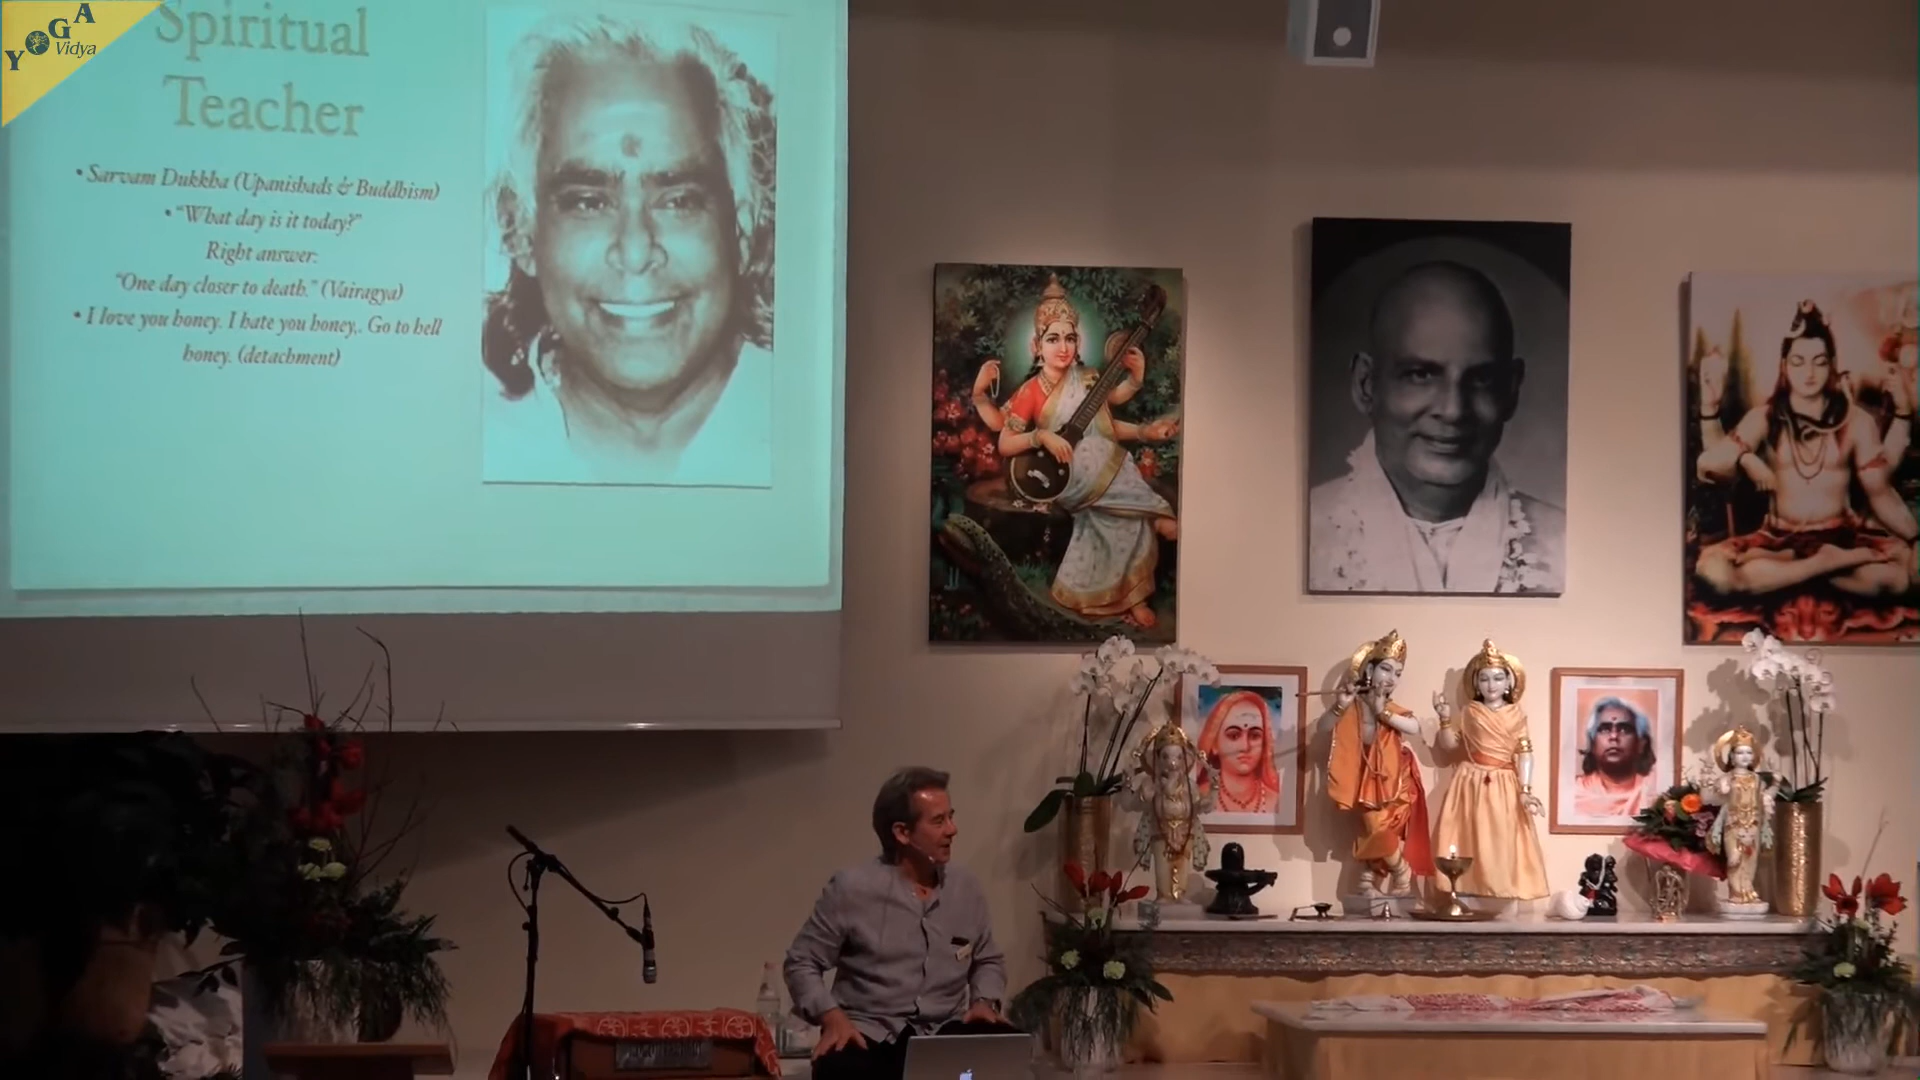 YOGA
Vidya
Spiritual
Teacher
• Sarvam Dukkha (Upanishads & Buddhism)
• “What day is it today?”
Right answer:
“One day closer to death.” (Vairagya)
• I love you honey. I hate you honey,. Go to hell
honey. (detachment)